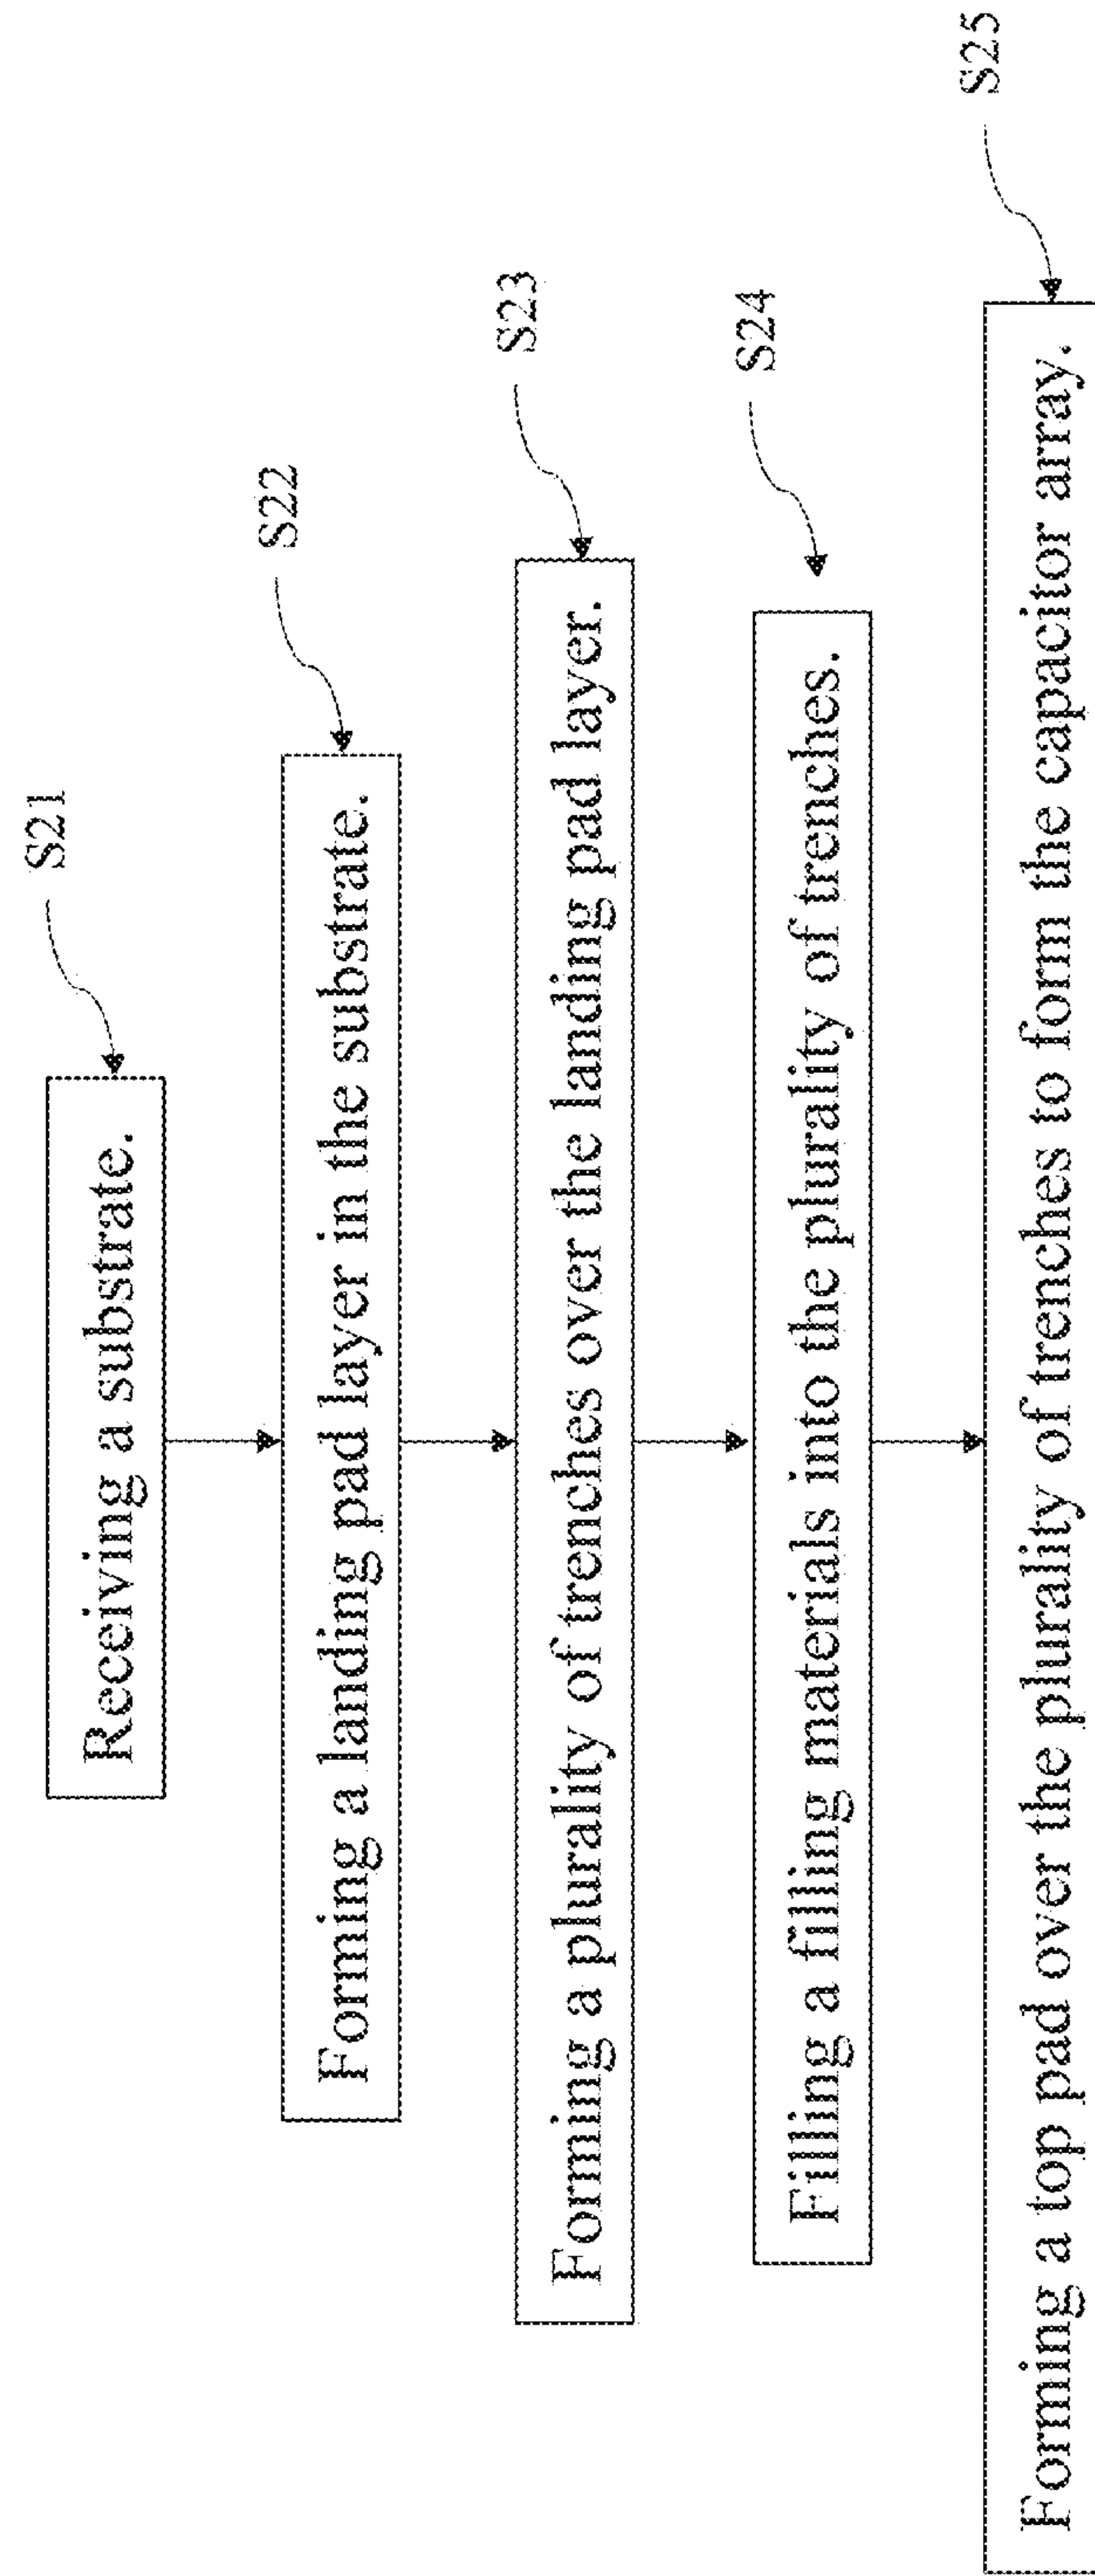 Receiving a substrate.
S21
Forming a landing pad layer in the substrate.
S22
Forming a plurality of trenches over the landing pad layer.
S23
Filling a filling materials into the plurality of trenches.
S24
Forming a top pad over the plurality of trenches to form the capacitor array.
S25